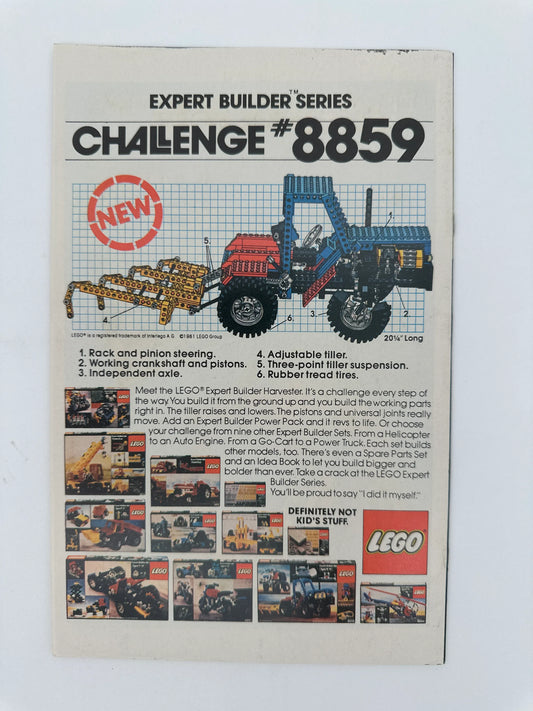 EXPERT BUILDER™ SERIES
CHALLENGE #8859
NEW
1.
5.
3.
2.
4.
6.
20¼" Long
LEGO® is a registered trademark of Interlego A G ©1981 LEGO Group
1. Rack and pinion steering.
2. Working crankshaft and pistons.
3. Independent axle.
4. Adjustable tiller.
5. Three-point tiller suspension.
6. Rubber tread tires.
Meet the LEGO® Expert Builder Harvester. It's a challenge every step of
the way. You build it from the ground up and you build the working parts
right in. The tiller raises and lowers. The pistons and universal joints really
move. Add an Expert Builder Power Pack and it revs to life. Or choose
your challenge from nine other Expert Builder Sets. From a Helicopter
to an Auto Engine. From a Go-Cart to a Power Truck. Each set builds
other models, too. There's even a Spare Parts Set
and an Idea Book to let you build bigger and
bolder than ever. Take a crack at the LEGO Expert
Builder Series.
You'll be proud to say "I did it myself."
DEFINITELY NOT
KID'S STUFF.
LEGO
LEGO
LEGO
LEGO
LEGO
LEGO
LEGO
LEGO
LEGO